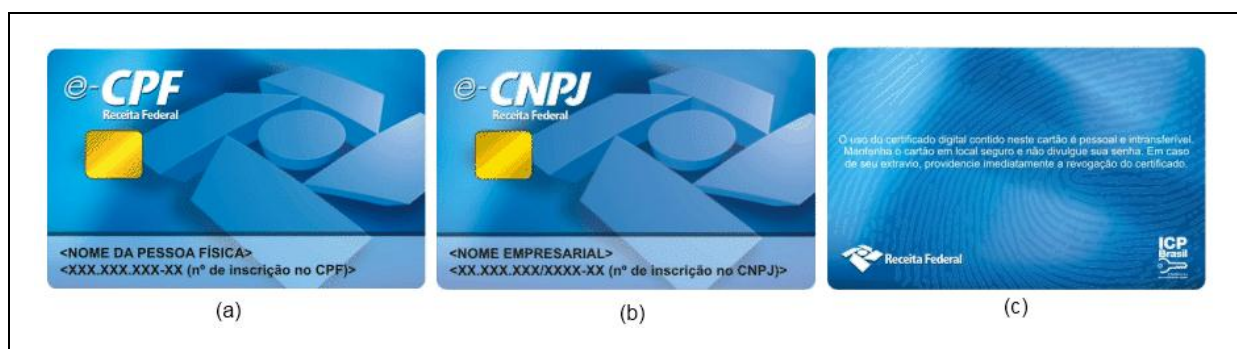 e-CPF
Receita Federal
<NOME DA PESSOA FÍSICA>
<XXX.XXX.XXX-XX (nº de inscrição no CPF)>
(a)
e-CNPJ
Receita Federal
<NOME EMPRESARIAL>
<XX.XXX.XXX/XXXX-XX (nº de inscrição no CNPJ)>
(b)
O uso do certificado digital contido neste cartão é pessoal e intransferível.
Mantenha o cartão em local seguro e não divulgue sua senha. Em caso
de seu extravio, providencie imediatamente a revogação do certificado.
Receita Federal
ICP
Brasil
(c)